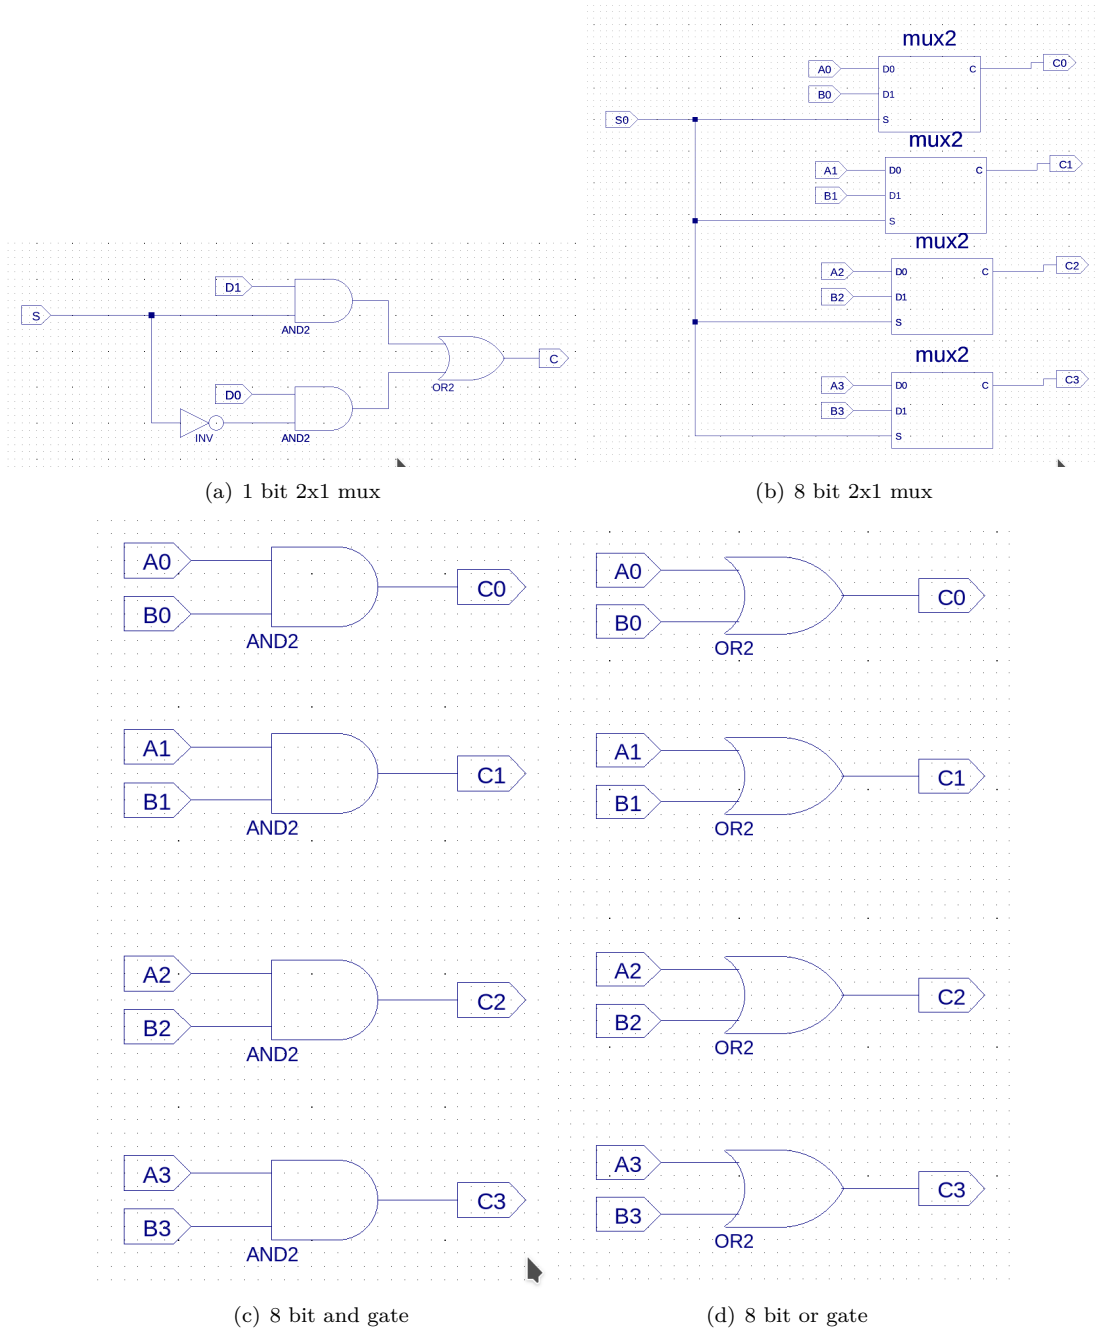 S
D1
AND2
D0
INV
AND2
OR2
C
(a) 1 bit 2x1 mux
mux2
A0
B0
S0
D0
D1
S
C
C0
mux2
A1
B1
D0
D1
S
C
C1
mux2
A2
B2
D0
D1
S
C
C2
mux2
A3
B3
D0
D1
S
C
C3
(b) 8 bit 2x1 mux
A0
B0
AND2
C0
A1
B1
AND2
C1
A2
B2
AND2
C2
A3
B3
AND2
C3
(c) 8 bit and gate
A0
B0
OR2
C0
A1
B1
OR2
C1
A2
B2
OR2
C2
A3
B3
OR2
C3
(d) 8 bit or gate